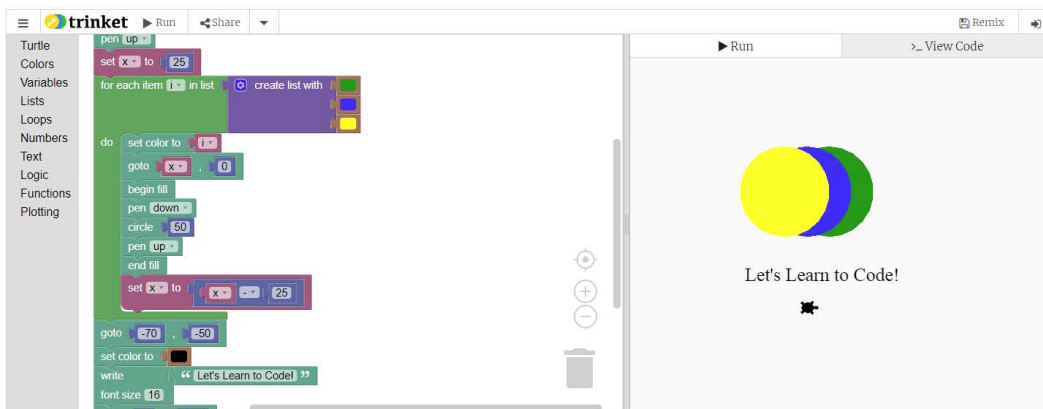 trinket Run Share Remix
Turtle
Colors
Variables
Lists
Loops
Numbers
Text
Logic
Functions
Plotting
pen up
set x to 25
for each item i in list create list with
do set color to i
goto x , 0
begin fill
pen down
circle 50
pen up
end fill
set x to x - 25
goto -70 , -50
set color to
write “ Let's Learn to Code! ”
font size 16
Run >_ View Code
Let's Learn to Code!